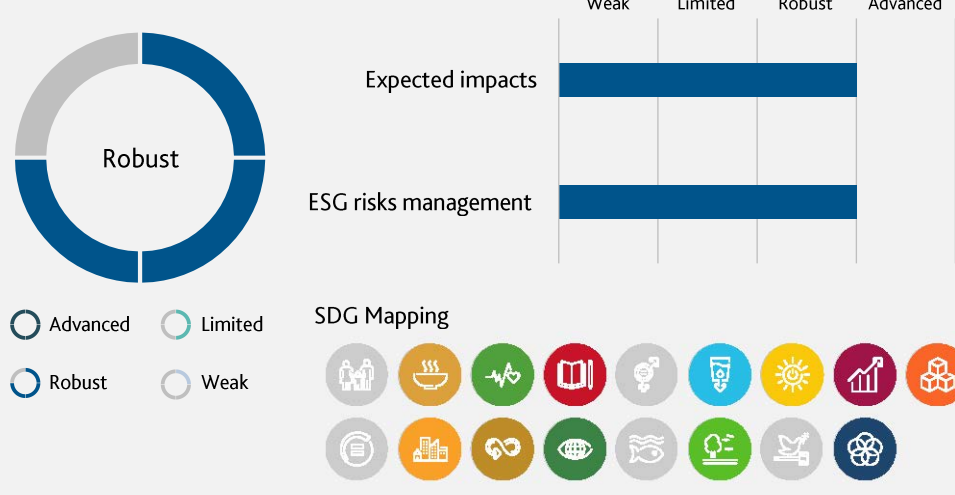 Weak Limited Robust Advanced
Expected impacts
Robust
ESG risks management
SDG Mapping
Advanced Limited
Robust Weak